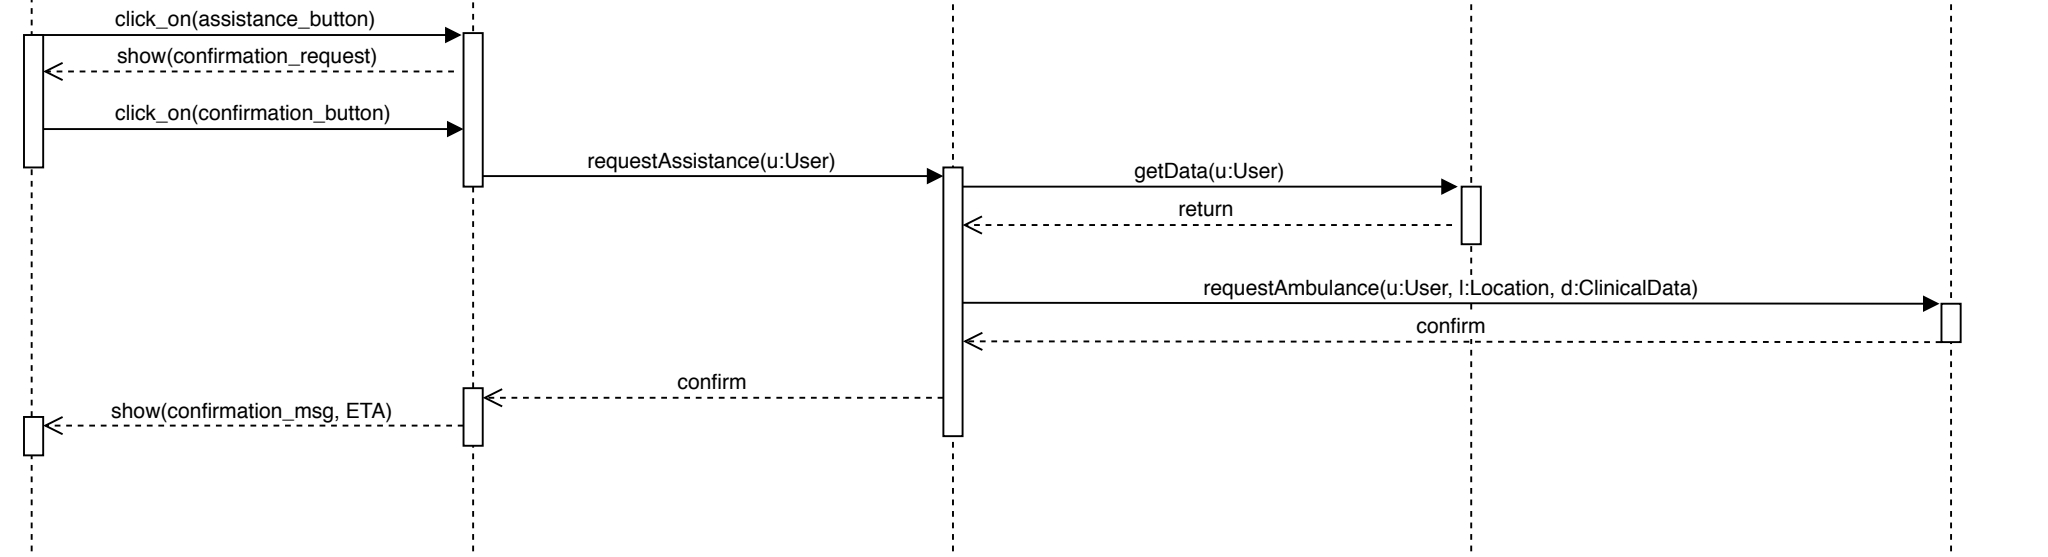 click_on(assistance_button)
show(confirmation_request)
click_on(confirmation_button)
requestAssistance(u:User)
getData(u:User)
return
requestAmbulance(u:User, l:Location, d:ClinicalData)
confirm
confirm
show(confirmation_msg, ETA)